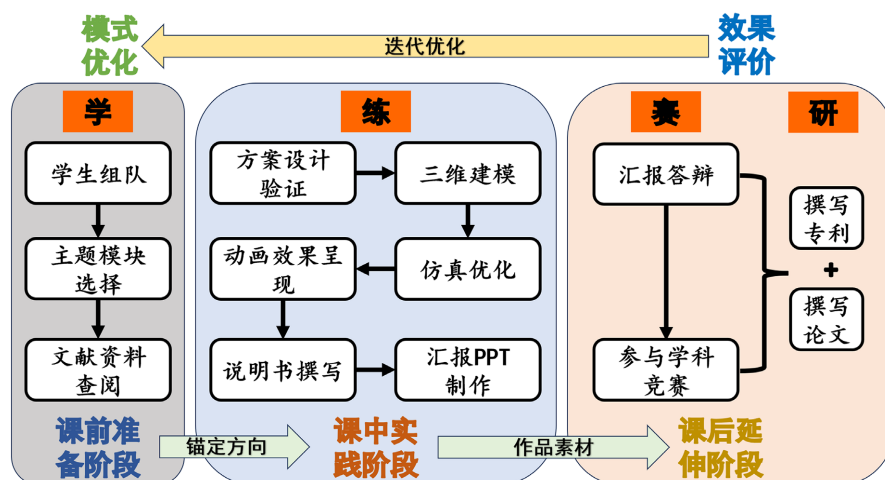 模式
优化
迭代优化
效果
评价
学
练
赛
研
学生组队
主题模块
选择
文献资料
查阅
方案设计
验证
三维建模
动画效果呈
现
仿真优化
说明书撰写
汇报PPT
制作
汇报答辩
参与学科
竞赛
撰写
专利
+
撰写
论文
课前准
备阶段
锚定方向
课中实
践阶段
作品素材
课后延
伸阶段